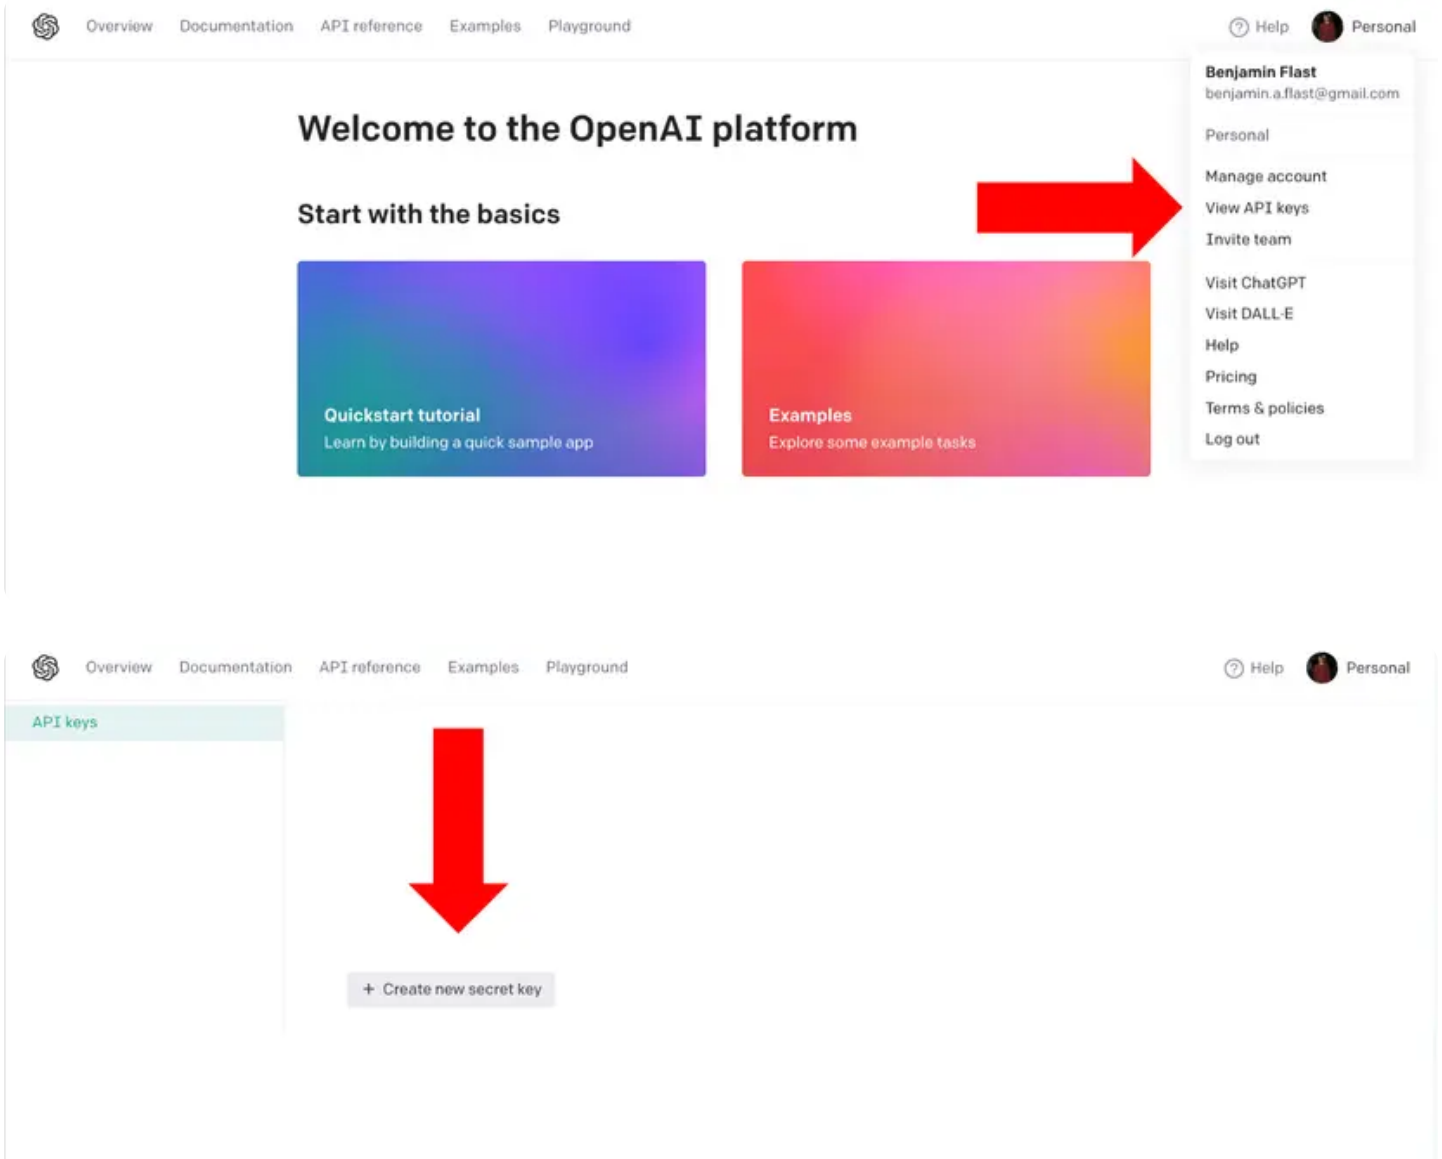 Overview Documentation API reference Examples Playground Help Personal
Benjamin Flast
benjamin.a.flast@gmail.com
Personal
Manage account
View API keys
Invite team
Visit ChatGPT
Visit DALL·E
Help
Pricing
Terms & policies
Log out
Welcome to the OpenAI platform
Start with the basics
Quickstart tutorial
Learn by building a quick sample app
Examples
Explore some example tasks
Overview Documentation API reference Examples Playground Help Personal
API keys
+ Create new secret key